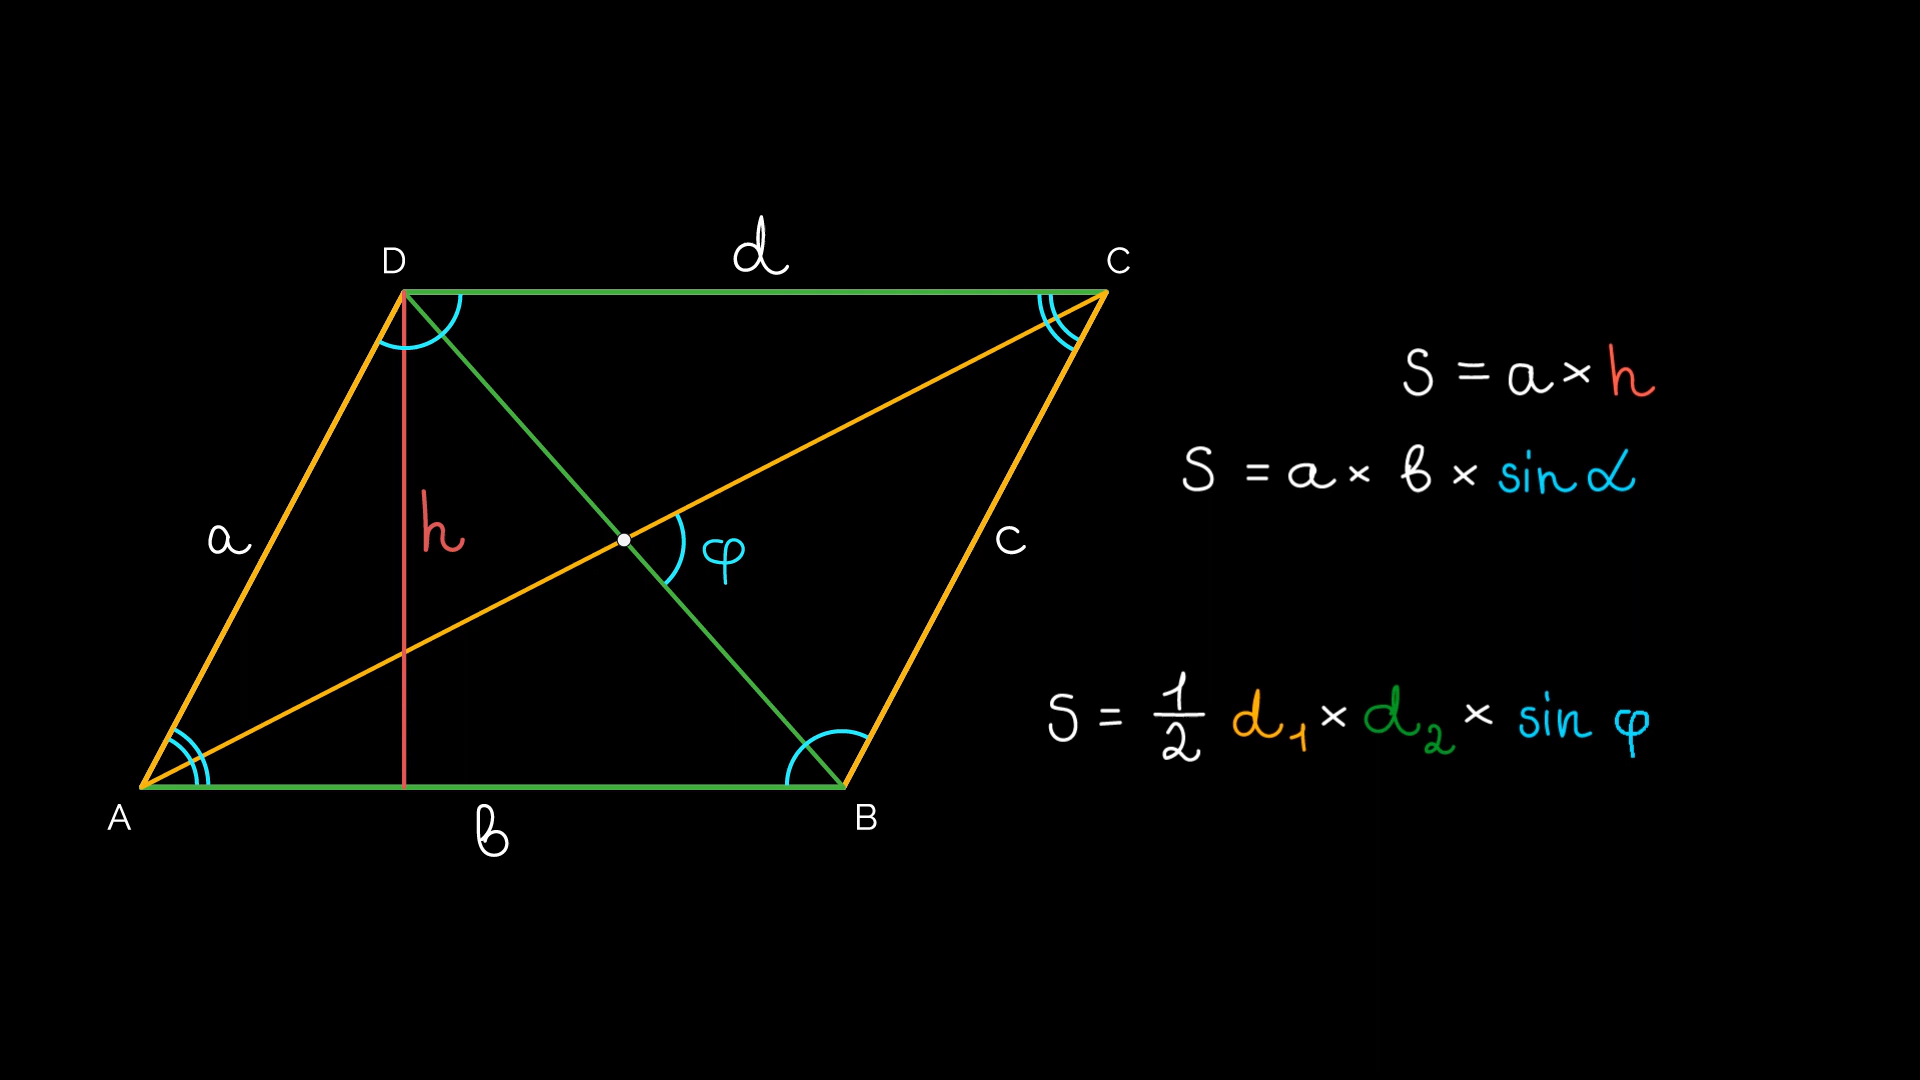 D d C
a h φ C
A в B
S = a × h
S = a × в × sin α
S = 1/2 d₁ × d₂ × sin φ